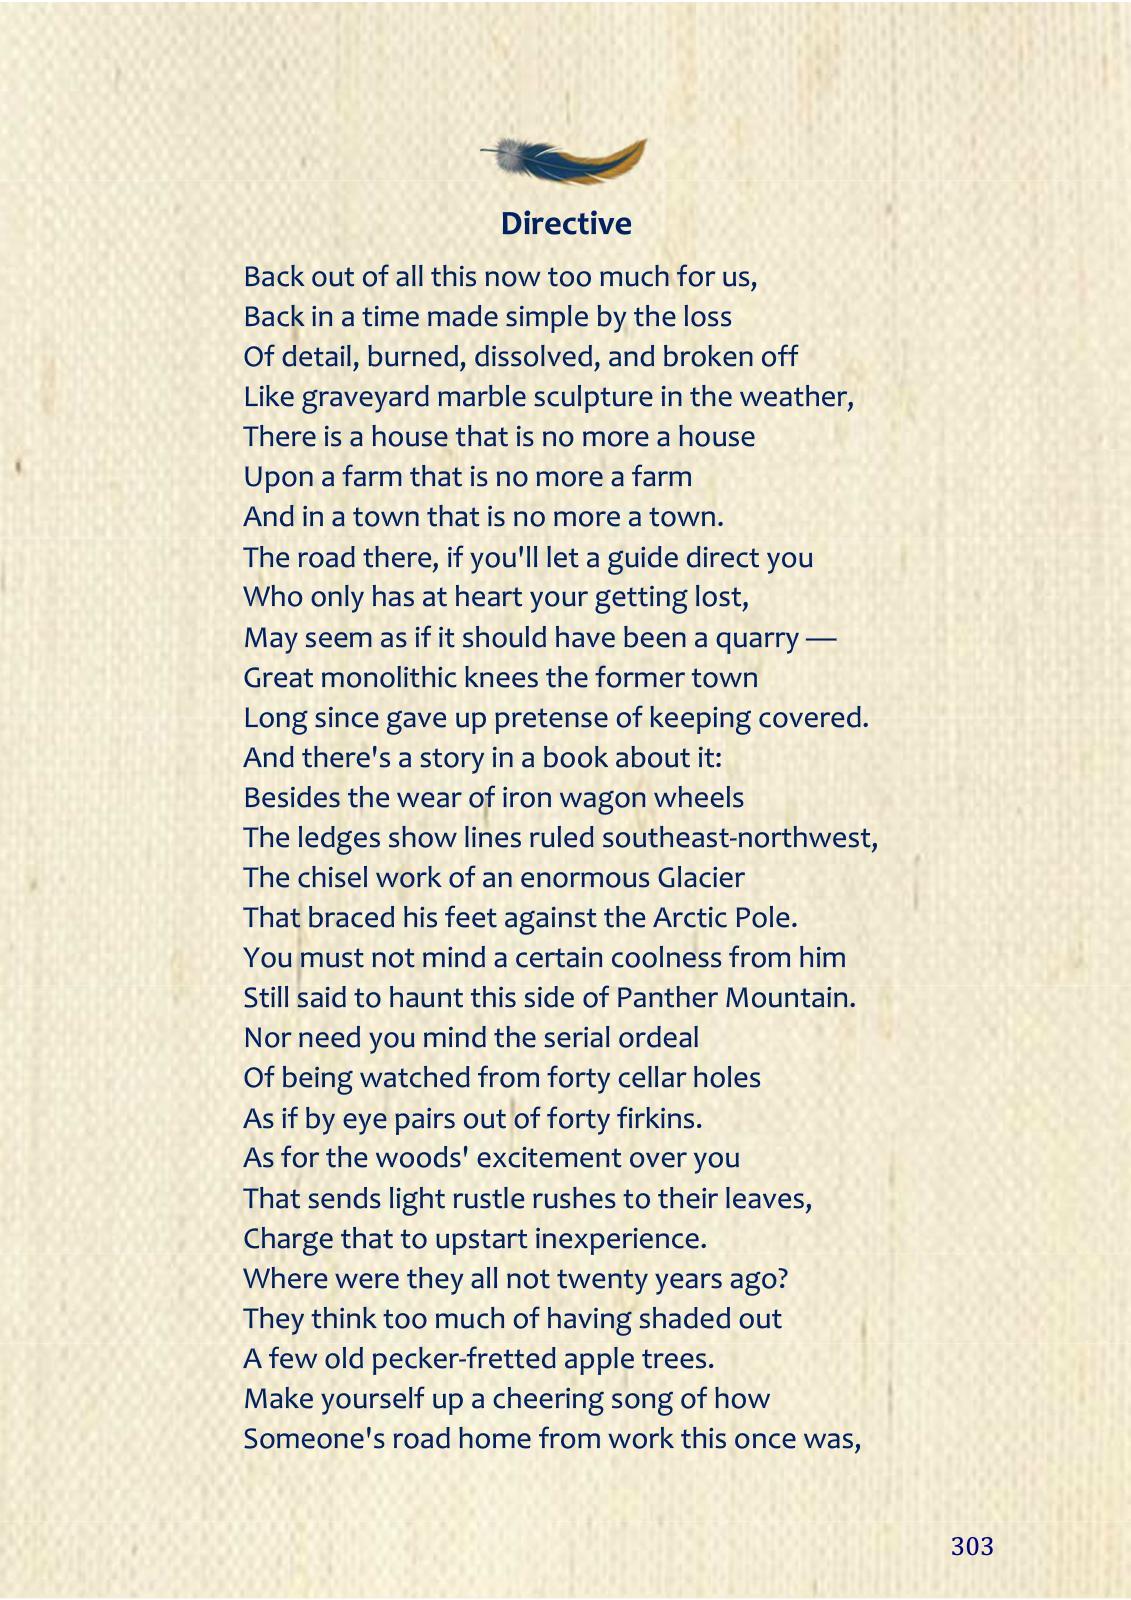 Directive
Back out of all this now too much for us,
Back in a time made simple by the loss
Of detail, burned, dissolved, and broken off
Like graveyard marble sculpture in the weather,
There is a house that is no more a house
Upon a farm that is no more a farm
And in a town that is no more a town.
The road there, if you'll let a guide direct you
Who only has at heart your getting lost,
May seem as if it should have been a quarry —
Great monolithic knees the former town
Long since gave up pretense of keeping covered.
And there's a story in a book about it:
Besides the wear of iron wagon wheels
The ledges show lines ruled southeast-northwest,
The chisel work of an enormous Glacier
That braced his feet against the Arctic Pole.
You must not mind a certain coolness from him
Still said to haunt this side of Panther Mountain.
Nor need you mind the serial ordeal
Of being watched from forty cellar holes
As if by eye pairs out of forty firkins.
As for the woods' excitement over you
That sends light rustle rushes to their leaves,
Charge that to upstart inexperience.
Where were they all not twenty years ago?
They think too much of having shaded out
A few old pecker-fretted apple trees.
Make yourself up a cheering song of how
Someone's road home from work this once was,
303